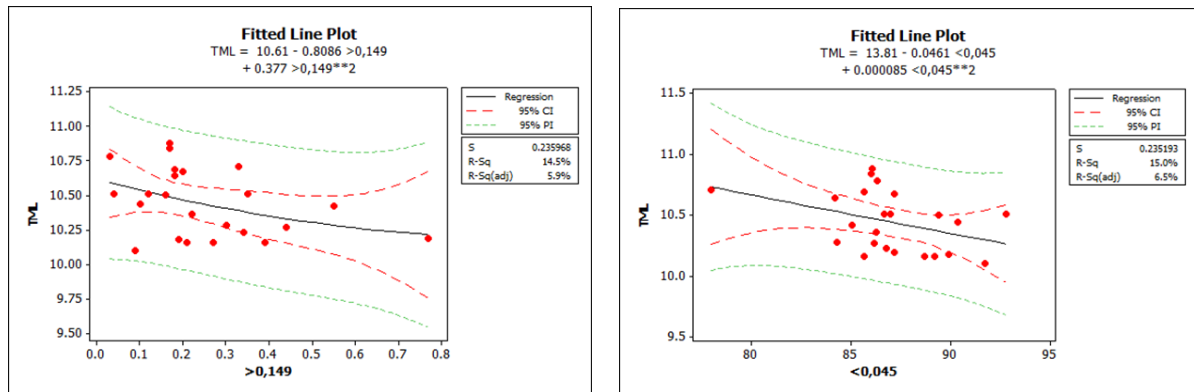 Fitted Line Plot
TML = 10.61 - 0.8086 >0,149
+ 0.377 >0,149**2
11.25
11.00
10.75
10.50
10.25
10.00
9.75
9.50
TML
0.0 0.1 0.2 0.3 0.4 0.5 0.6 0.7 0.8
>0,149
Regression
95% CI
95% PI
S 0.235968
R-Sq 14.5%
R-Sq(adj) 5.9%
Fitted Line Plot
TML = 13.81 - 0.0461 <0,045
+ 0.000085 <0,045**2
11.5
11.0
10.5
10.0
9.5
TML
80 85 90 95
<0,045
Regression
95% CI
95% PI
S 0.235193
R-Sq 15.0%
R-Sq(adj) 6.5%